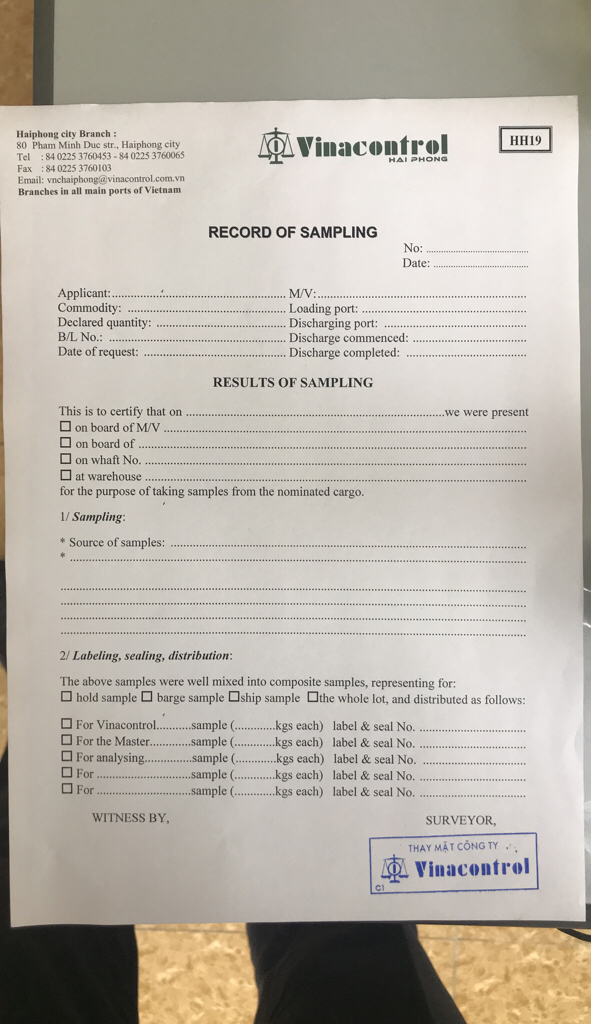 Haiphong city Branch :
80 Pham Minh Duc str., Haiphong city
Tel : 84 0225 3760453 - 84 0225 3760065
Fax : 84 0225 3760103
Email: vnchaiphong@vinacontrol.com.vn
Branches in all main ports of Vietnam
Vinacontrol
HAI PHONG
HH19
RECORD OF SAMPLING
No: ..............................
Date: ..............................
Applicant:.............................. M/V:..............................
Commodity: .............................. Loading port: ..............................
Declared quantity: .............................. Discharging port: ..............................
B/L No.: .............................. Discharge commenced: ..............................
Date of request: .............................. Discharge completed: ..............................
RESULTS OF SAMPLING
This is to certify that on ..............................we were present
☐ on board of M/V ..............................
☐ on board of ..............................
☐ on whaft No. ..............................
☐ at warehouse ..............................
for the purpose of taking samples from the nominated cargo.
1/ Sampling:
* Source of samples: ..............................
* ..............................
..............................
..............................
..............................
..............................
2/ Labeling, sealing, distribution:
The above samples were well mixed into composite samples, representing for:
☐ hold sample ☐ barge sample ☐ship sample ☐the whole lot, and distributed as follows:
☐ For Vinacontrol..........sample (............kgs each) label & seal No. ..............................
☐ For the Master............sample (............kgs each) label & seal No. ..............................
☐ For analysing..............sample (............kgs each) label & seal No. ..............................
☐ For ............................sample (............kgs each) label & seal No. ..............................
☐ For ............................sample (............kgs each) label & seal No. ..............................
WITNESS BY, SURVEYOR,
THAY MẶT CÔNG TY
Vinacontrol
C1